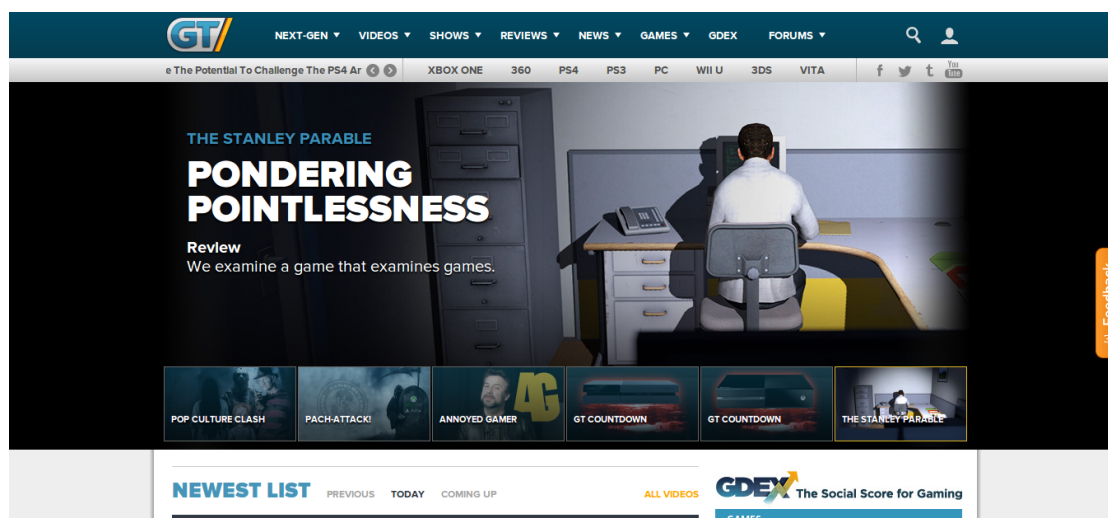 GT
NEXT-GEN VIDEOS SHOWS REVIEWS NEWS GAMES GDEX FORUMS
e The Potential To Challenge The PS4 Ar
XBOX ONE 360 PS4 PS3 PC WII U 3DS VITA
f t You Tube
THE STANLEY PARABLE
PONDERING
POINTLESSNESS
Review
We examine a game that examines games.
Feedback
POP CULTURE CLASH PACH-ATTACK! ANNOYED GAMER GT COUNTDOWN GT COUNTDOWN THE STANLEY PARABLE
4G
NEWEST LIST PREVIOUS TODAY COMING UP ALL VIDEOS
GDEX The Social Score for Gaming
GAMES